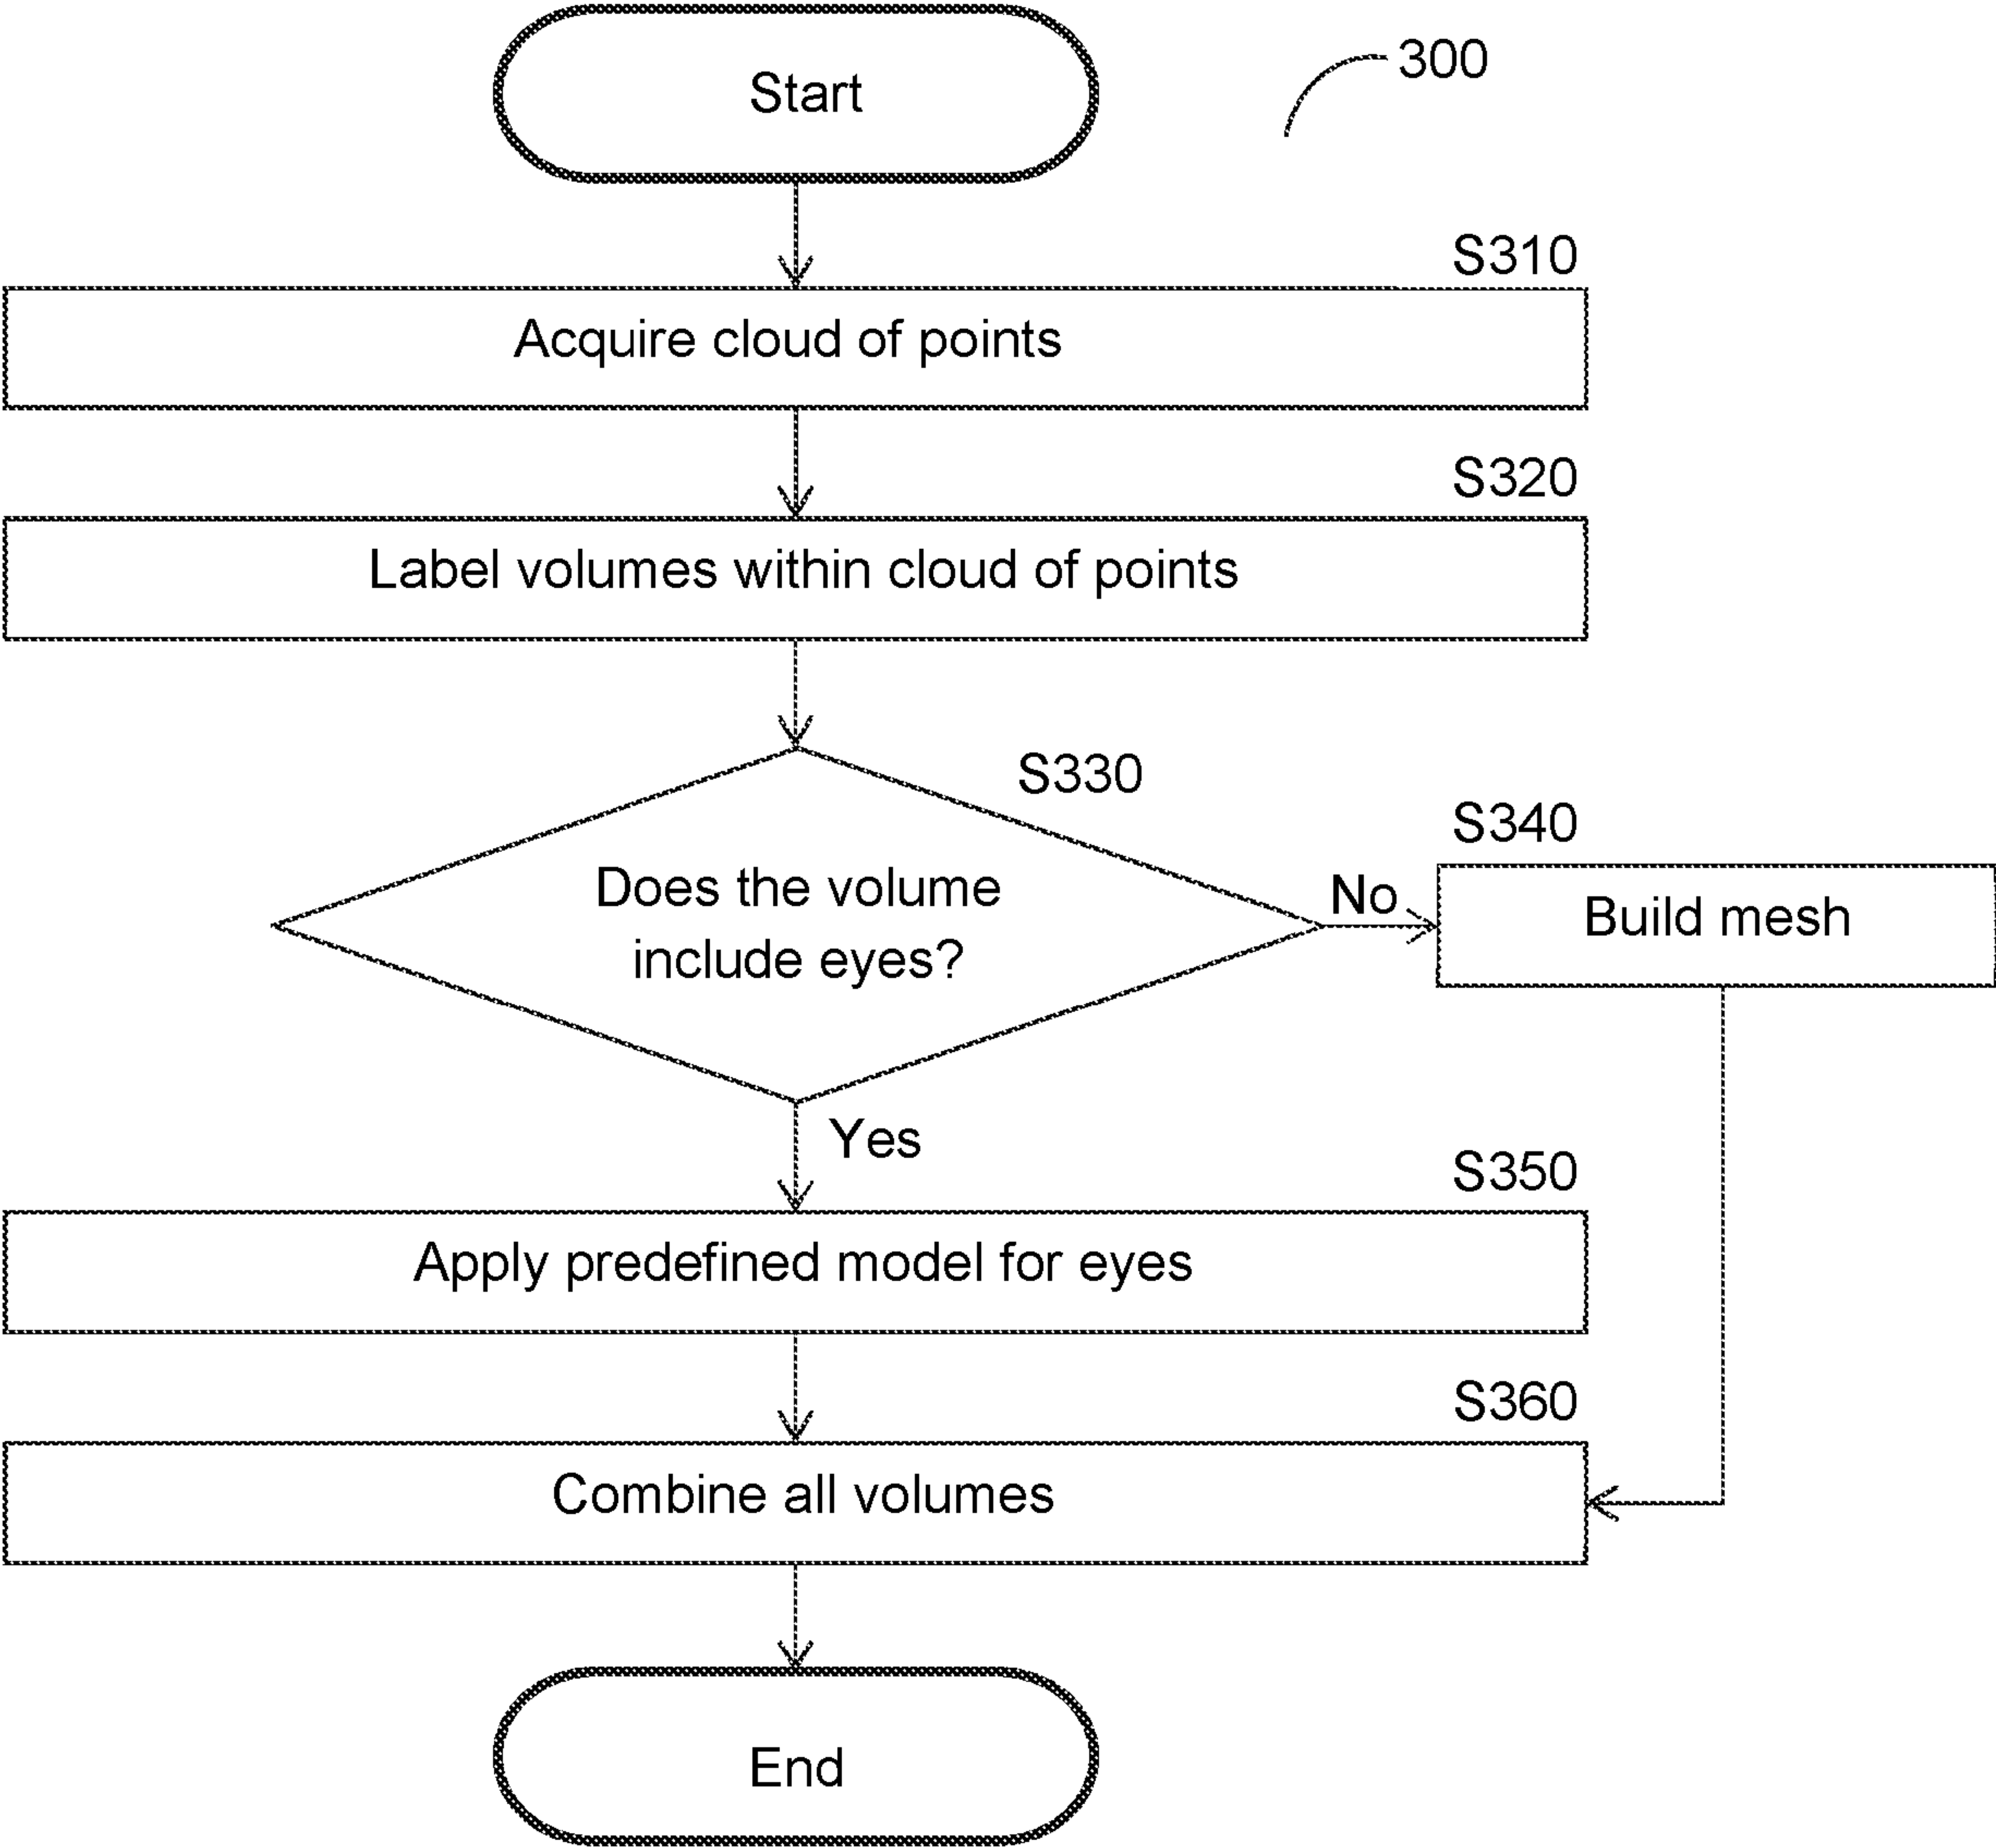 Start
300
S310
Acquire cloud of points
S320
Label volumes within cloud of points
S330
Does the volume
include eyes?
No
S340
Build mesh
Yes
S350
Apply predefined model for eyes
S360
Combine all volumes
End